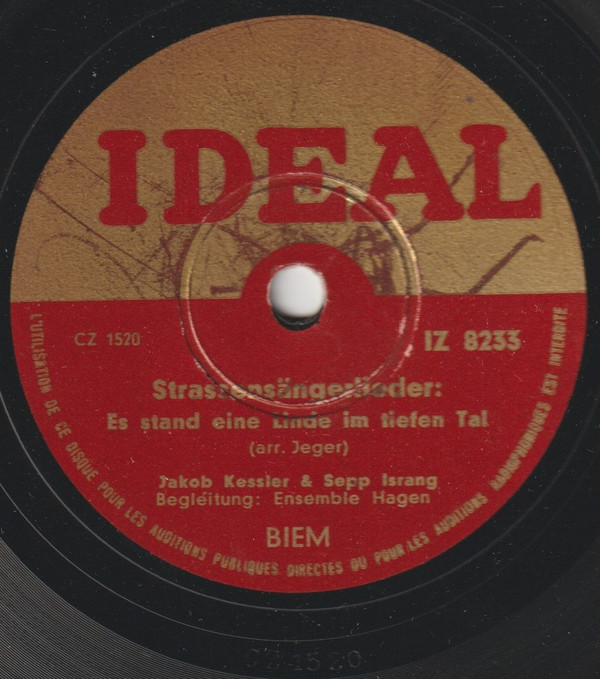 IDEAL
CZ 1520
IZ 8233
Strassensängerlieder:
Es stand eine Linde im tiefen Tal
(arr. Jeger)
Jakob Kessler & Sepp Israng
Begleitung: Ensemble Hagen
BIEM
L'UTILISATION DE CE DISQUE POUR LES AUDITIONS PUBLIQUES DIRECTES OU POUR LES AUDITIONS RADIOPHONIQUES EST INTERDITE
CZ 1520